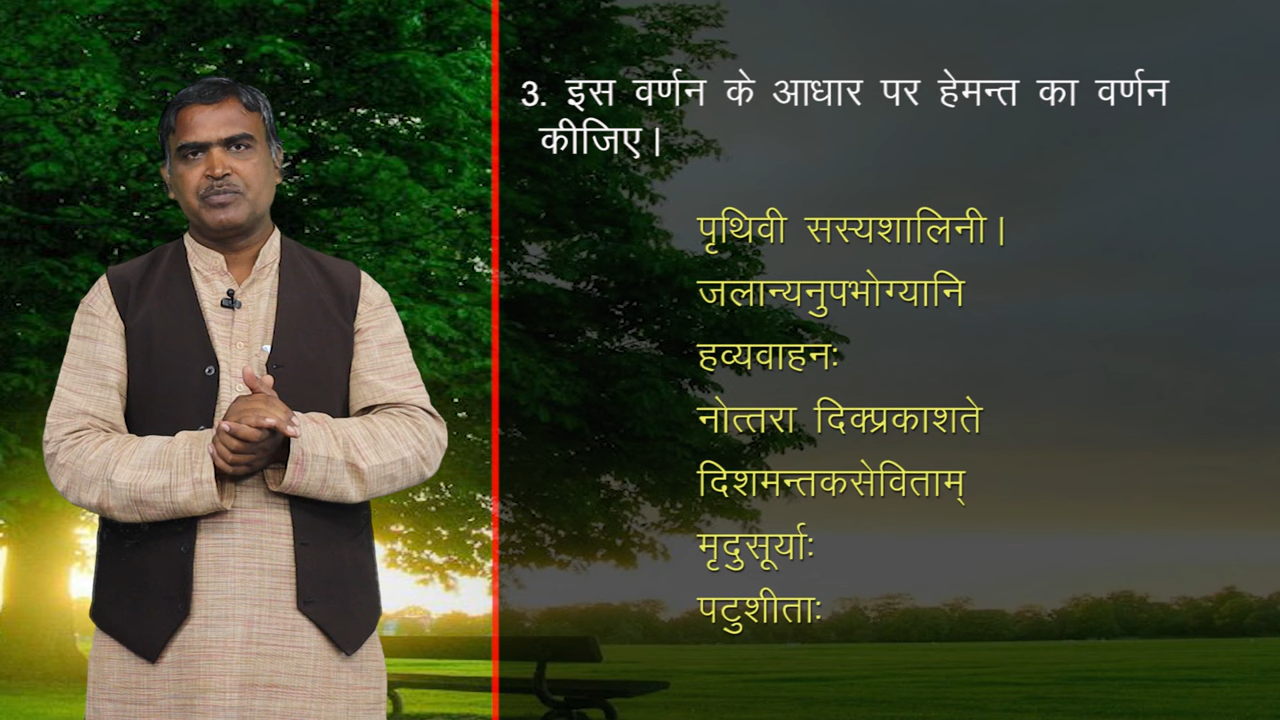 3. इस वर्णन के आधार पर हेमन्त का वर्णन
कीजिए।
पृथिवी सस्यशालिनी।
जलान्यनुपभोग्यानि
हव्यवाहनः
नोत्तरा दिक्प्रकाशते
दिशमन्तकसेविताम्
मृदुसूर्याः
पटुशीताः